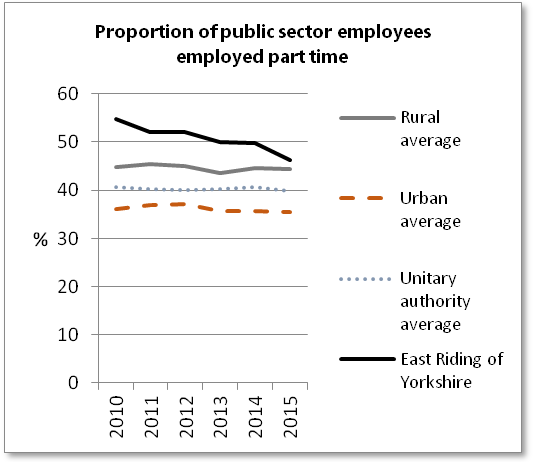 Proportion of public sector employees
employed part time
60
50
40
30
20
10
0
%
2010
2011
2012
2013
2014
2015
Rural
average
Urban
average
Unitary
authority
average
East Riding of
Yorkshire